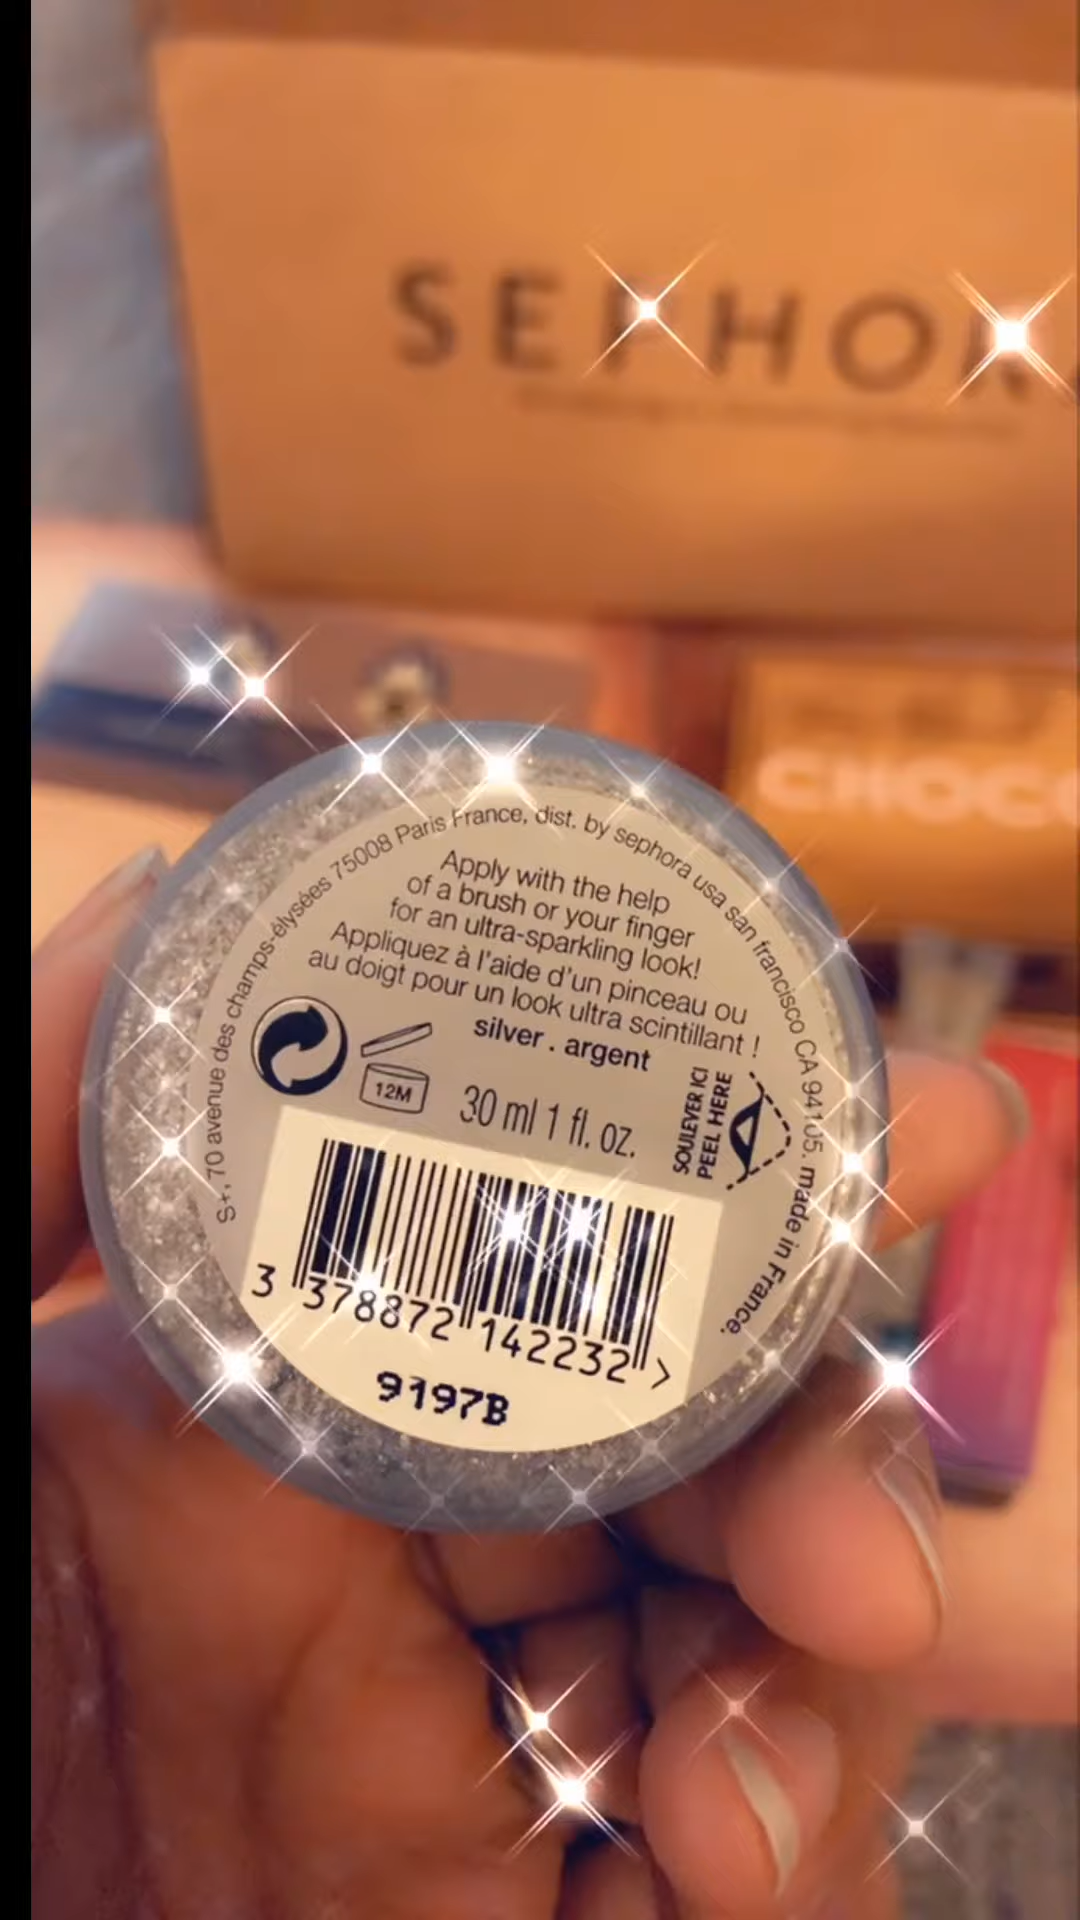 SEPHORA
CHOCO
S+, 70 avenue des champs-élysées 75008 Paris France, dist. by sephora usa san francisco CA 94105. made in France.
Apply with the help
of a brush or your finger
for an ultra-sparkling look!
Appliquez à l'aide d'un pinceau ou
au doigt pour un look ultra scintillant !
silver . argent
12M
30 ml 1 fl. oz.
SOULEVER ICI
PEEL HERE
3 378872 142232 >
9197B